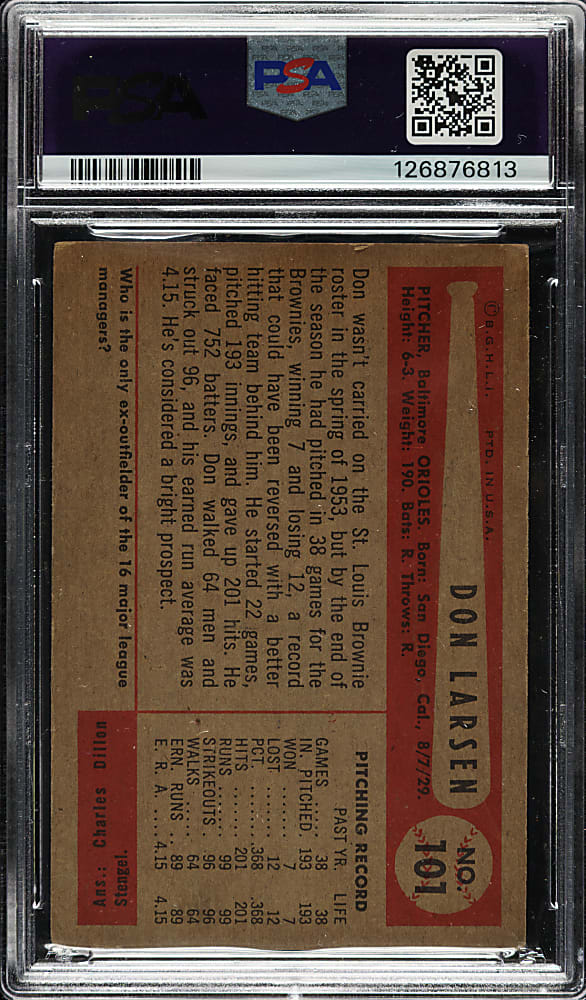 PSA
PSA
126876813
© B.G.H.L.I. PTD. IN U.S.A.
DON LARSEN
NO.
101
PITCHER, Baltimore ORIOLES. Born: San Diego, Cal., 8/7/29.
Height: 6-3. Weight: 190. Bats: R. Throws: R.
Don wasn't carried on the St. Louis Brownie
roster in the spring of 1953, but by the end of
the season he had pitched in 38 games for the
Brownies, winning 7 and losing 12, a record
that could have been reversed with a better
hitting team behind him. He started 22 games,
pitched 193 innings, and gave up 201 hits. He
faced 752 batters. Don walked 64 men and
struck out 96, and his earned run average was
4.15. He's considered a bright prospect.
Who is the only ex-outfielder of the 16 major league
managers?
PITCHING RECORD
PAST YR. LIFE
GAMES .... 38 38
IN. PITCHED 193 193
WON ....... 7 7
LOST ...... 12 12
PCT. ..... .368 .368
HITS ....... 201 201
RUNS ...... 99 99
STRIKEOUTS . 96 96
WALKS ..... 64 64
ERN. RUNS .. 89 89
E. R. A. .... 4.15 4.15
Ans.: Charles Dillon
Stengel.